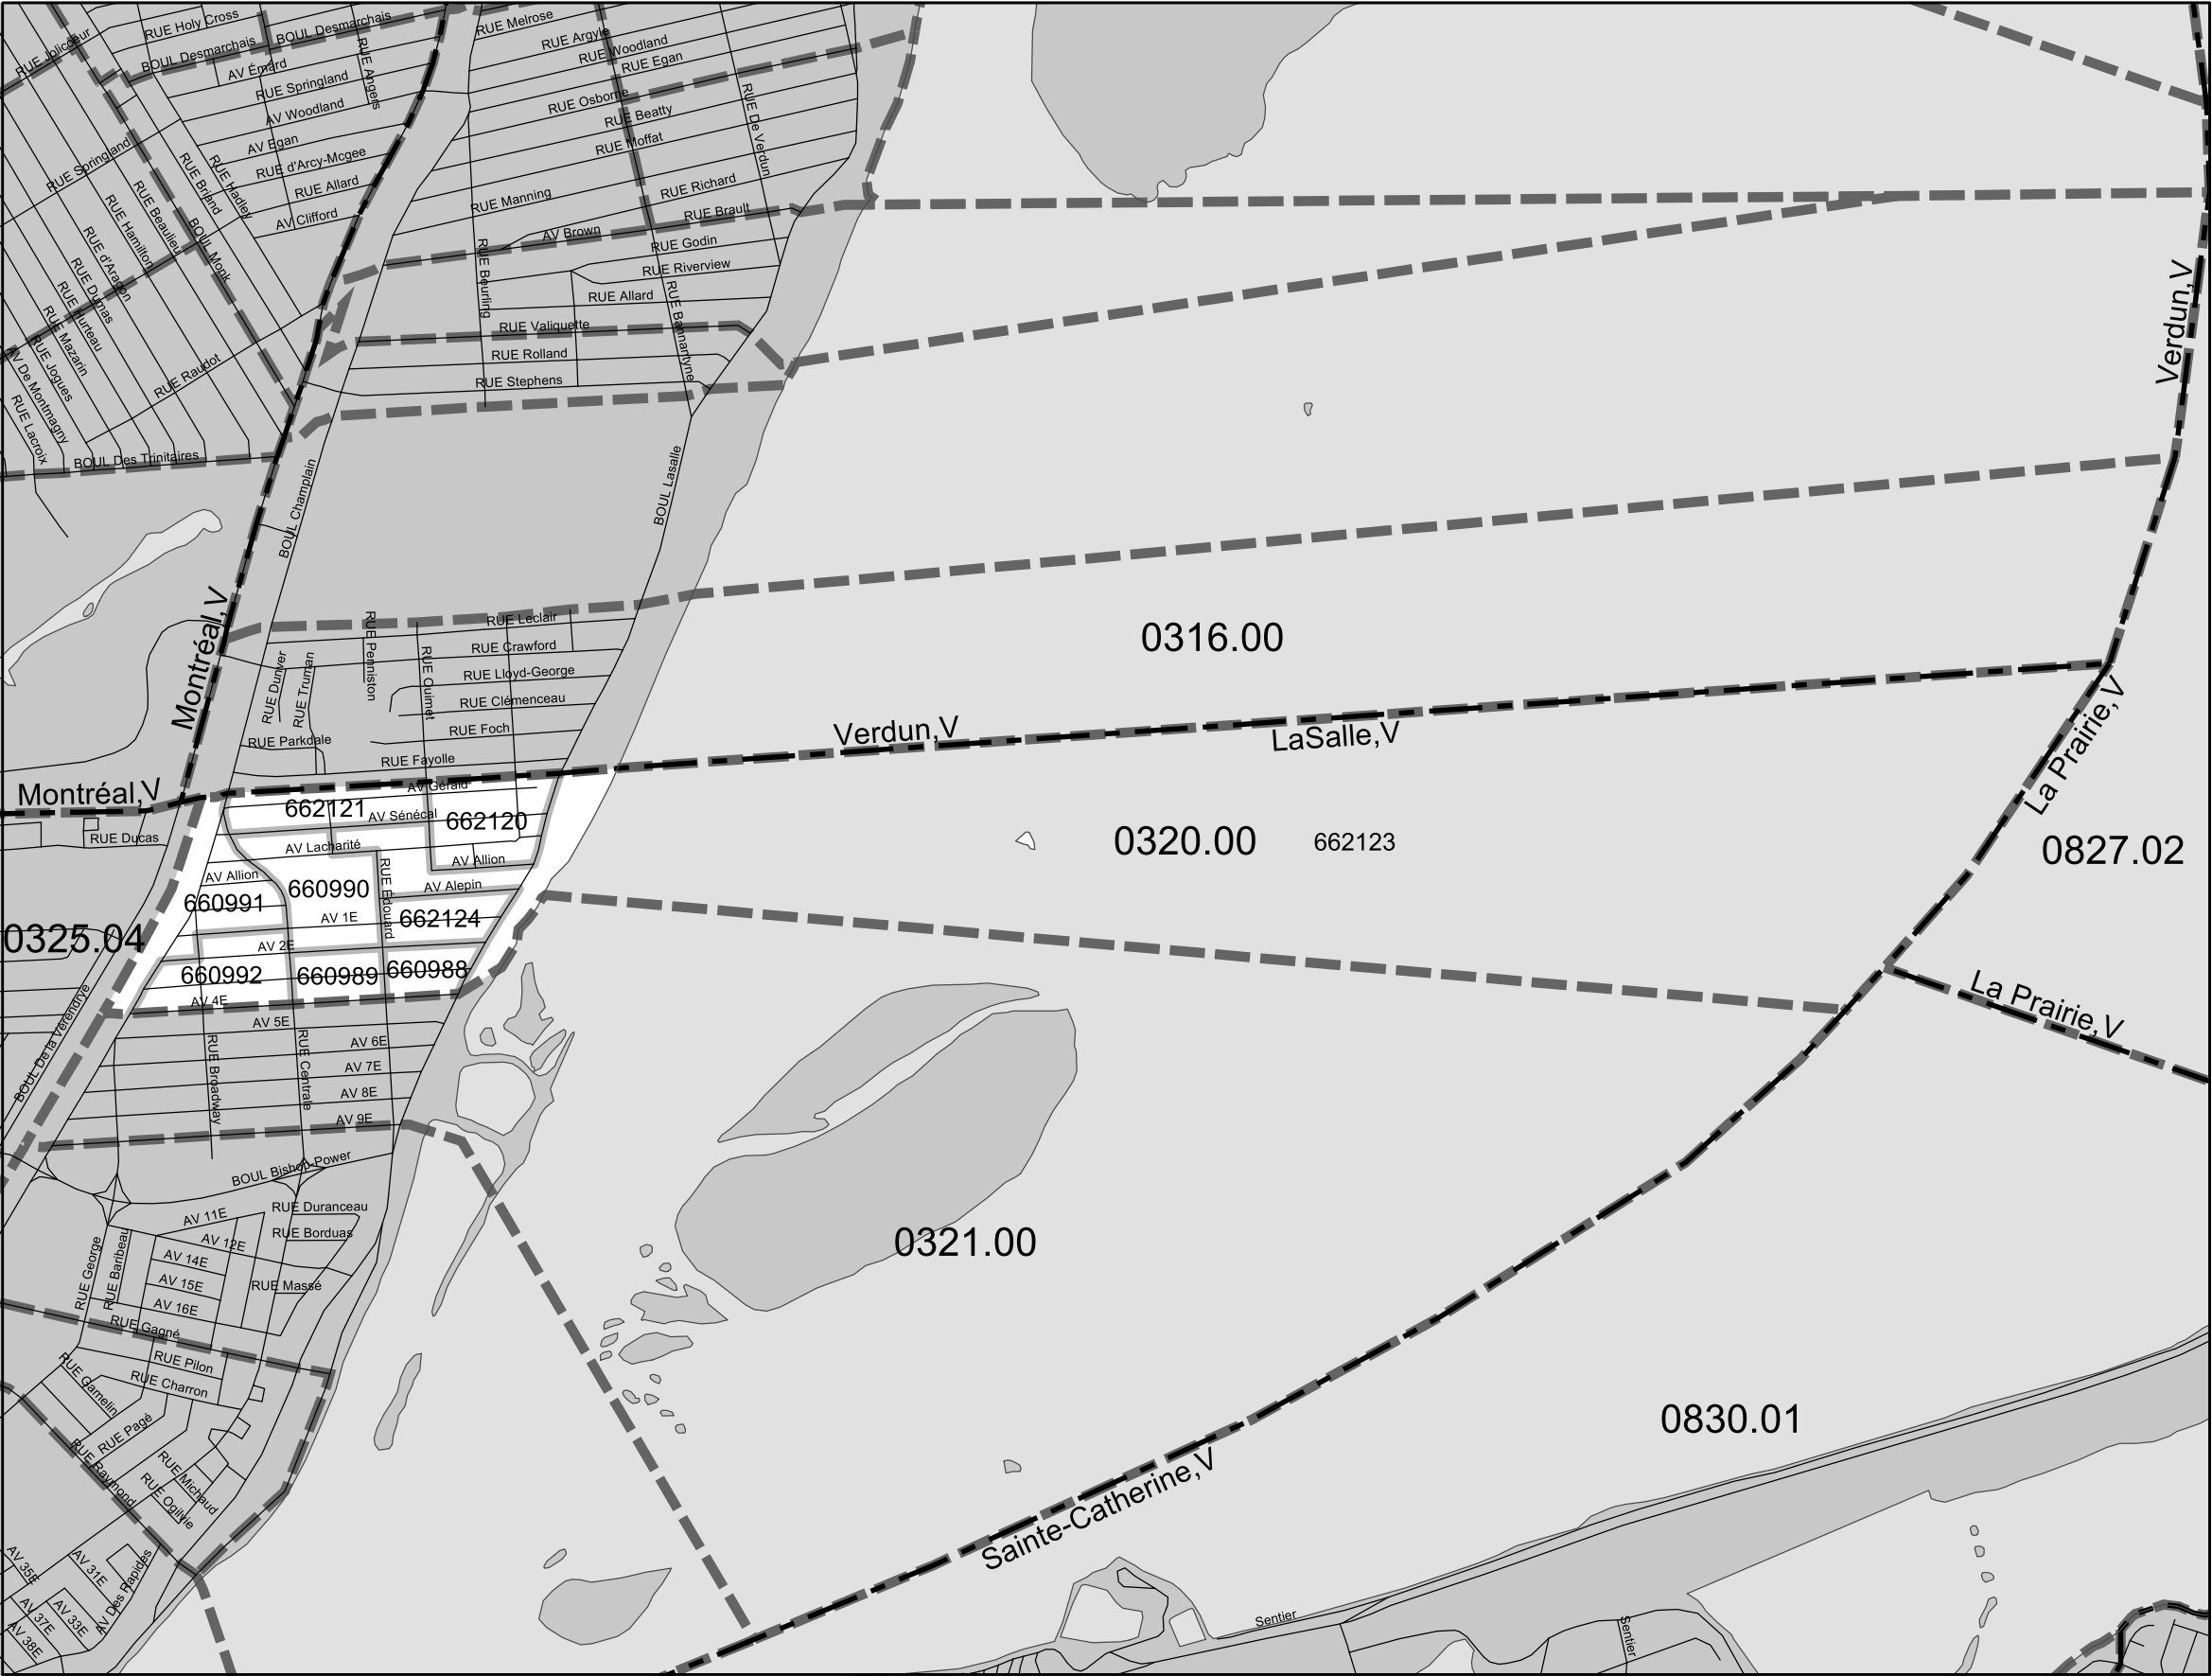 RUE Holy Cross
BOUL Desmarchais
RUE Melrose
RUE Jolicoeur
BOUL Desmarchais
RUE Argyle
RUE Woodland
AV Émard
RUE Angers
RUE Egan
RUE Springland
RUE Osborne
RUE De Verdun
AV Woodland
RUE Beatty
AV Egan
RUE Moffat
RUE Springland
RUE d'Arcy-Mcgee
RUE Briand
RUE Hadley
RUE Allard
RUE Richard
RUE Manning
RUE Beaulieu
RUE Hamilton
AV Clifford
RUE Brault
BOUL Monk
AV Brown
RUE Godin
RUE d'Aragon
RUE Beurling
RUE Riverview
RUE Dumas
RUE Allard
RUE Bannantyne
RUE Hurteau
RUE Valiquette
RUE Mazarin
RUE Rolland
RUE Jogues
RUE Raudot
RUE Stephens
AV De Montmagny
RUE Lacroix
BOUL Des Trinitaires
BOUL Champlain
BOUL Lasalle
Verdun,V
Montréal,V
RUE Leclair
RUE Penniston
RUE Crawford
0316.00
RUE Ouimet
RUE Dunver
RUE Truman
RUE Lloyd-George
RUE Clémenceau
RUE Foch
RUE Parkdale
RUE Fayolle
Verdun,V
LaSalle,V
La Prairie,V
Montréal,V
AV Gérald
662121
AV Sénécal
662120
RUE Ducas
AV Lacharité
0320.00
662123
0827.02
AV Allion
AV Allion
RUE Édouard
AV Alepin
660990
660991
AV 1E
662124
0325.04
AV 2E
660992
660989
660988
AV 4E
La Prairie,V
BOUL De la Vérendrye
AV 5E
RUE Broadway
RUE Centrale
AV 6E
AV 7E
AV 8E
AV 9E
BOUL Bishop-Power
RUE Duranceau
AV 11E
RUE Borduas
AV 12E
0321.00
RUE George
RUE Baribeau
AV 14E
AV 15E
RUE Massé
AV 16E
RUE Gagné
RUE Pilon
RUE Gamelin
RUE Charron
RUE Pagé
0830.01
RUE Raymond
RUE Michaud
RUE Ogilvie
Sainte-Catherine,V
AV 35E
AV 31E
AV Des Rapides
AV 37E
AV 33E
AV 38E
Sentier
Sentier